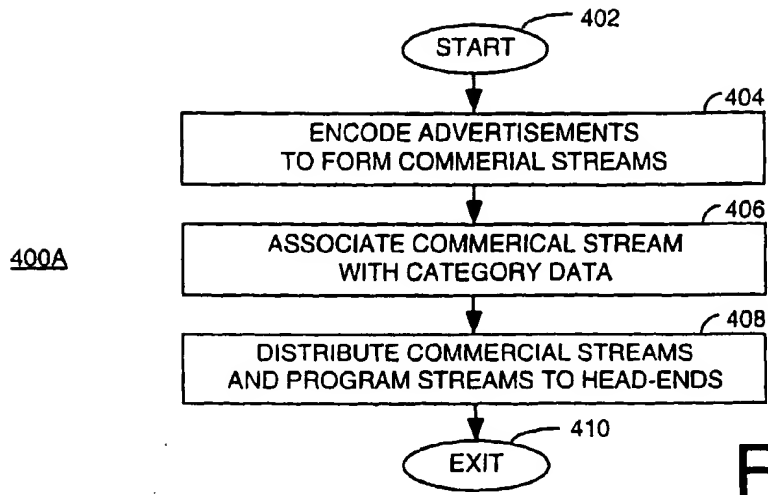 402
START
404
ENCODE ADVERTISEMENTS
TO FORM COMMERIAL STREAMS
406
400A
ASSOCIATE COMMERICAL STREAM
WITH CATEGORY DATA
408
DISTRIBUTE COMMERCIAL STREAMS
AND PROGRAM STREAMS TO HEAD-ENDS
410
EXIT